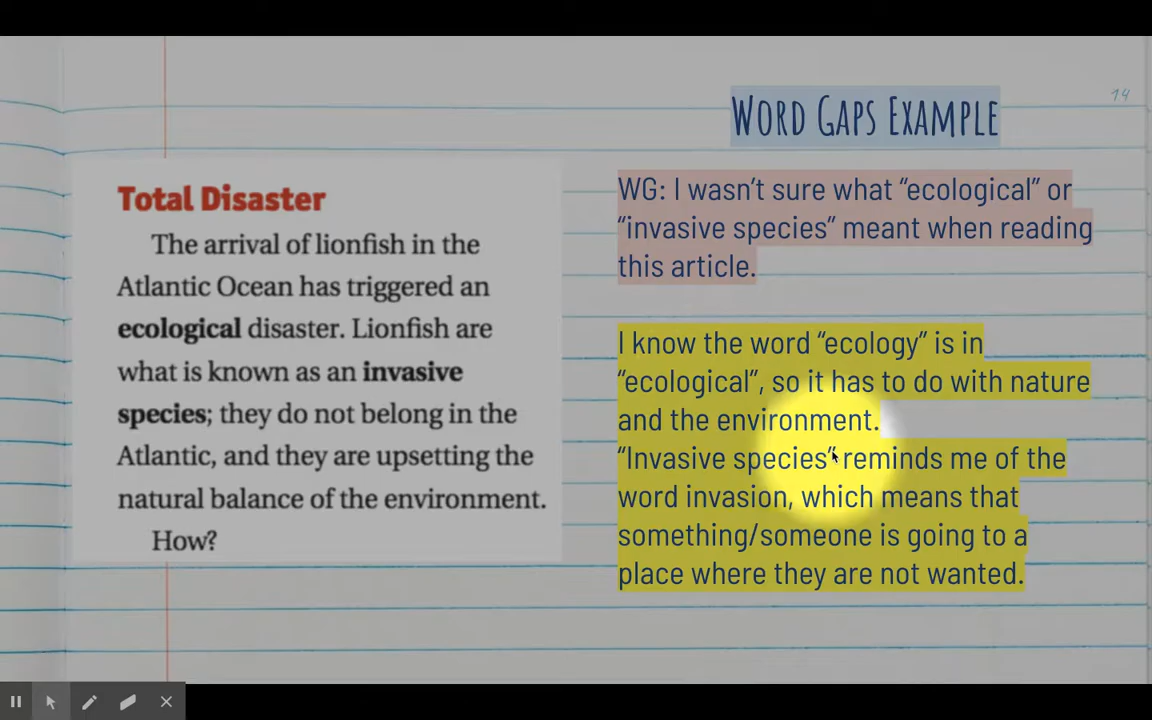 WORD GAPS EXAMPLE
14
Total Disaster
The arrival of lionfish in the
Atlantic Ocean has triggered an
ecological disaster. Lionfish are
what is known as an invasive
species; they do not belong in the
Atlantic, and they are upsetting the
natural balance of the environment.
How?
WG: I wasn’t sure what “ecological” or
“invasive species” meant when reading
this article.
I know the word “ecology” is in
“ecological”, so it has to do with nature
and the environment.
“Invasive species” reminds me of the
word invasion, which means that
something/someone is going to a
place where they are not wanted.